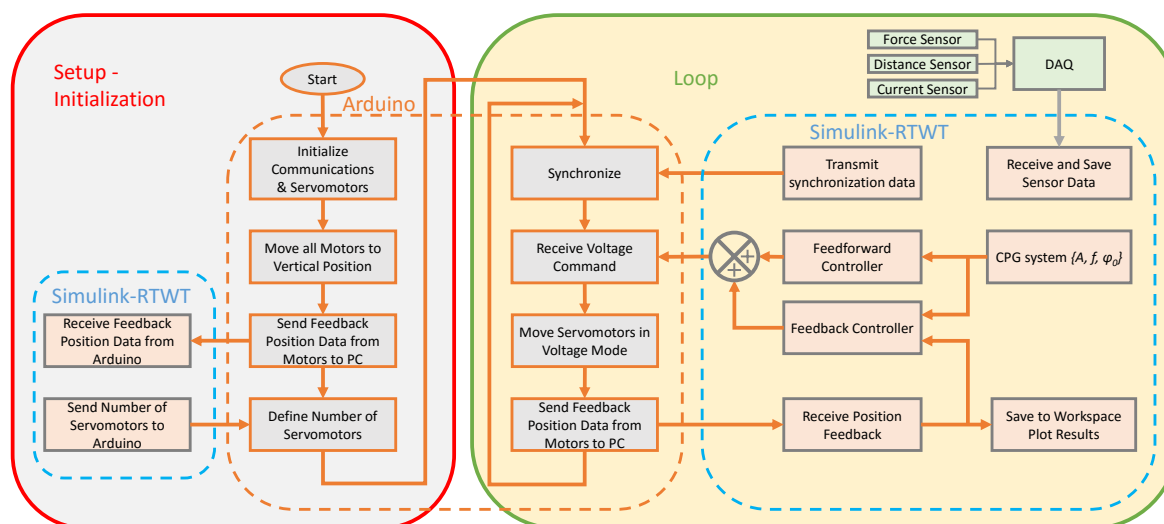 Setup -
Initialization
Start
Arduino
Initialize
Communications
& Servomotors
Move all Motors to
Vertical Position
Simulink-RTWT
Receive Feedback
Position Data from
Arduino
Send Feedback
Position Data from
Motors to PC
Send Number of
Servomotors to
Arduino
Define Number of
Servomotors
Loop
Force Sensor
Distance Sensor
Current Sensor
DAQ
Simulink-RTWT
Synchronize
Transmit
synchronization data
Receive and Save
Sensor Data
Receive Voltage
Command
+
+
Feedforward
Controller
CPG system {A, f, φ0}
Move Servomotors in
Voltage Mode
Feedback Controller
Send Feedback
Position Data from
Motors to PC
Receive Position
Feedback
Save to Workspace
Plot Results